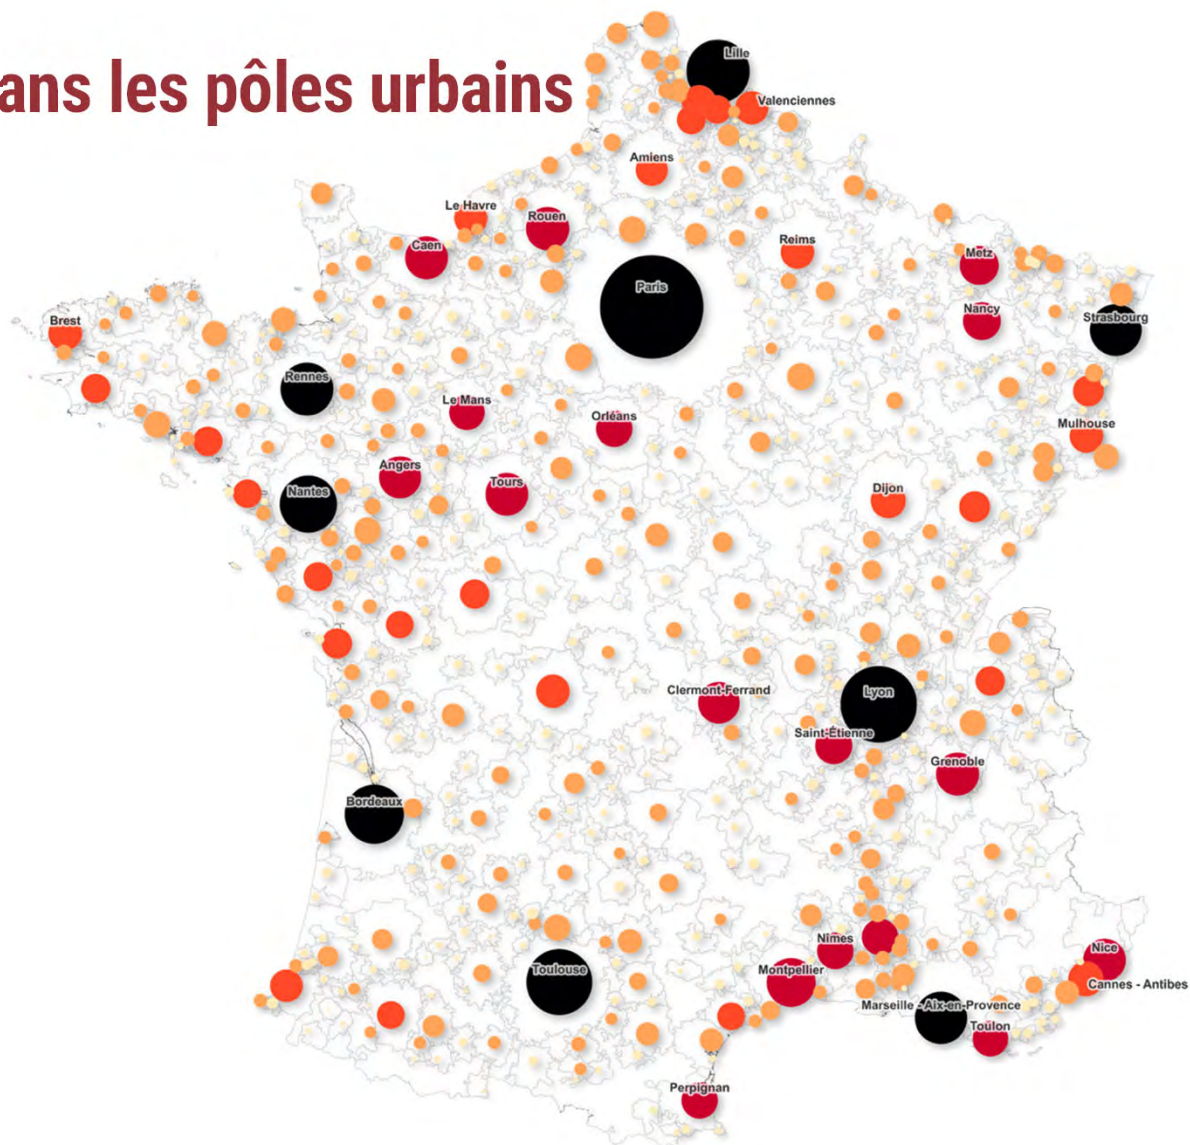 ans les pôles urbains
Lille
Valenciennes
Amiens
Le Havre
Rouen
Caen
Reims
Metz
Paris
Nancy
Strasbourg
Brest
Rennes
Le Mans
Orléans
Mulhouse
Angers
Tours
Nantes
Dijon
Clermont-Ferrand
Lyon
Saint-Étienne
Grenoble
Bordeaux
Nîmes
Nice
Toulouse
Montpellier
Cannes - Antibes
Marseille - Aix-en-Provence
Toulon
Perpignan